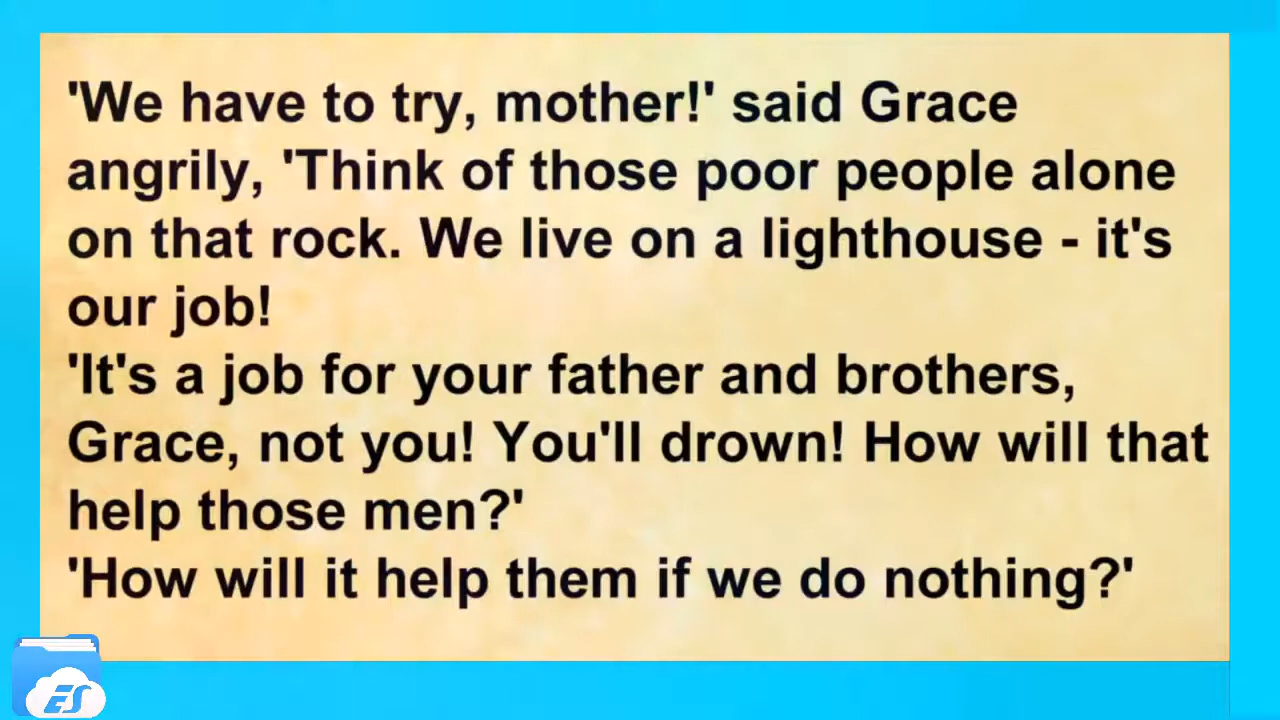 'We have to try, mother!' said Grace
angrily, 'Think of those poor people alone
on that rock. We live on a lighthouse - it's
our job!
'It's a job for your father and brothers,
Grace, not you! You'll drown! How will that
help those men?'
'How will it help them if we do nothing?'
ES